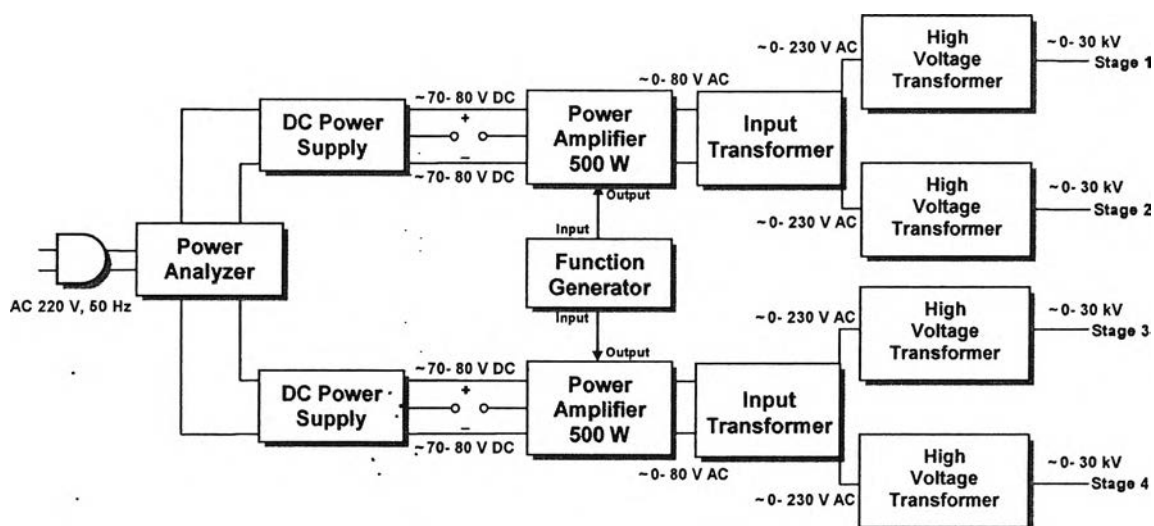 High
Voltage
Transformer
~0- 230 V AC
~0- 30 kV
Stage 1
~0- 80 V AC
~70- 80 V DC
DC Power
Supply
+
–
~70- 80 V DC
Power
Amplifier
500 W
Input
Transformer
Output
Input
~0- 230 V AC
High
Voltage
Transformer
~0- 30 kV
Stage 2
Power
Analyzer
AC 220 V, 50 Hz
Function
Generator
Input
Output
~0- 230 V AC
High
Voltage
Transformer
~0- 30 kV
Stage 3
~70- 80 V DC
DC Power
Supply
+
–
~70- 80 V DC
Power
Amplifier
500 W
Input
Transformer
~0- 80 V AC
~0- 230 V AC
High
Voltage
Transformer
~0- 30 kV
Stage 4